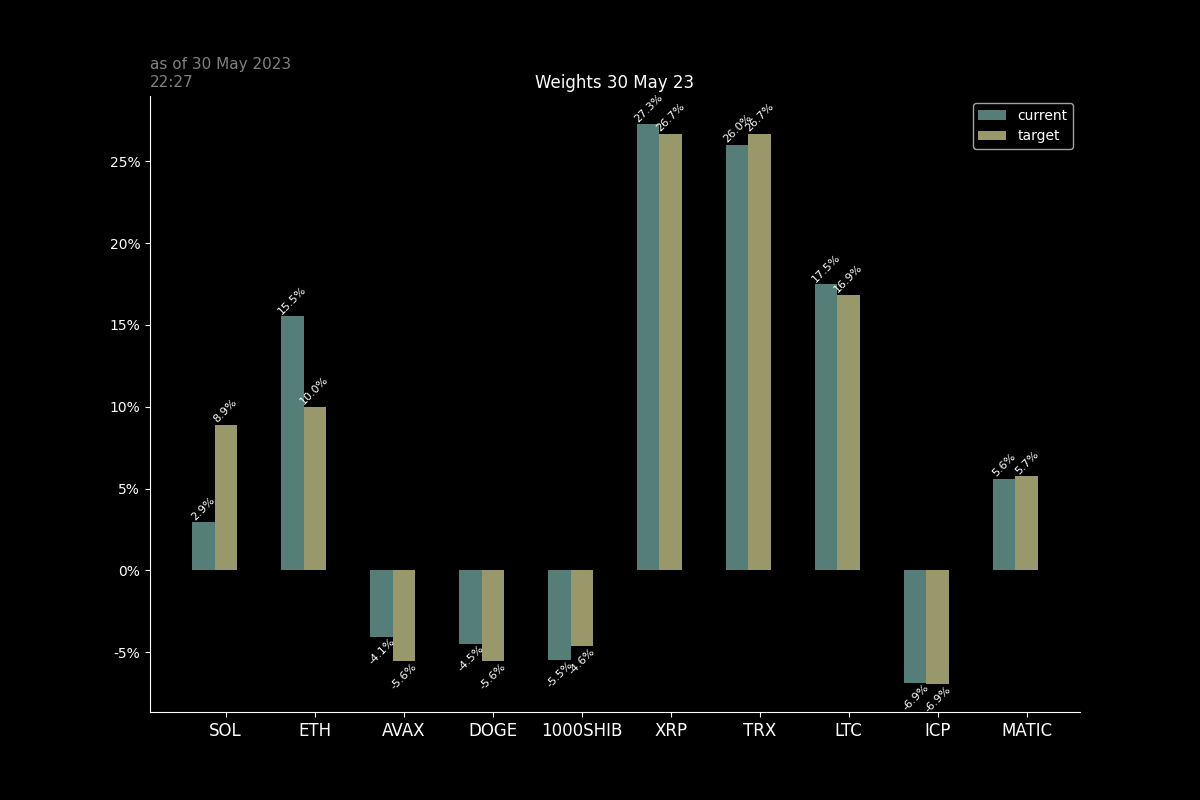 as of 30 May 2023
22:27
Weights 30 May 23
current
target
25%
20%
15%
10%
5%
0%
-5%
2.9%
8.9%
15.5%
10.0%
-4.1%
-5.6%
-4.5%
-5.6%
-5.5%
-4.6%
27.3%
26.7%
26.0%
26.7%
17.5%
16.9%
-6.9%
-6.9%
5.6%
5.7%
SOL
ETH
AVAX
DOGE
1000SHIB
XRP
TRX
LTC
ICP
MATIC